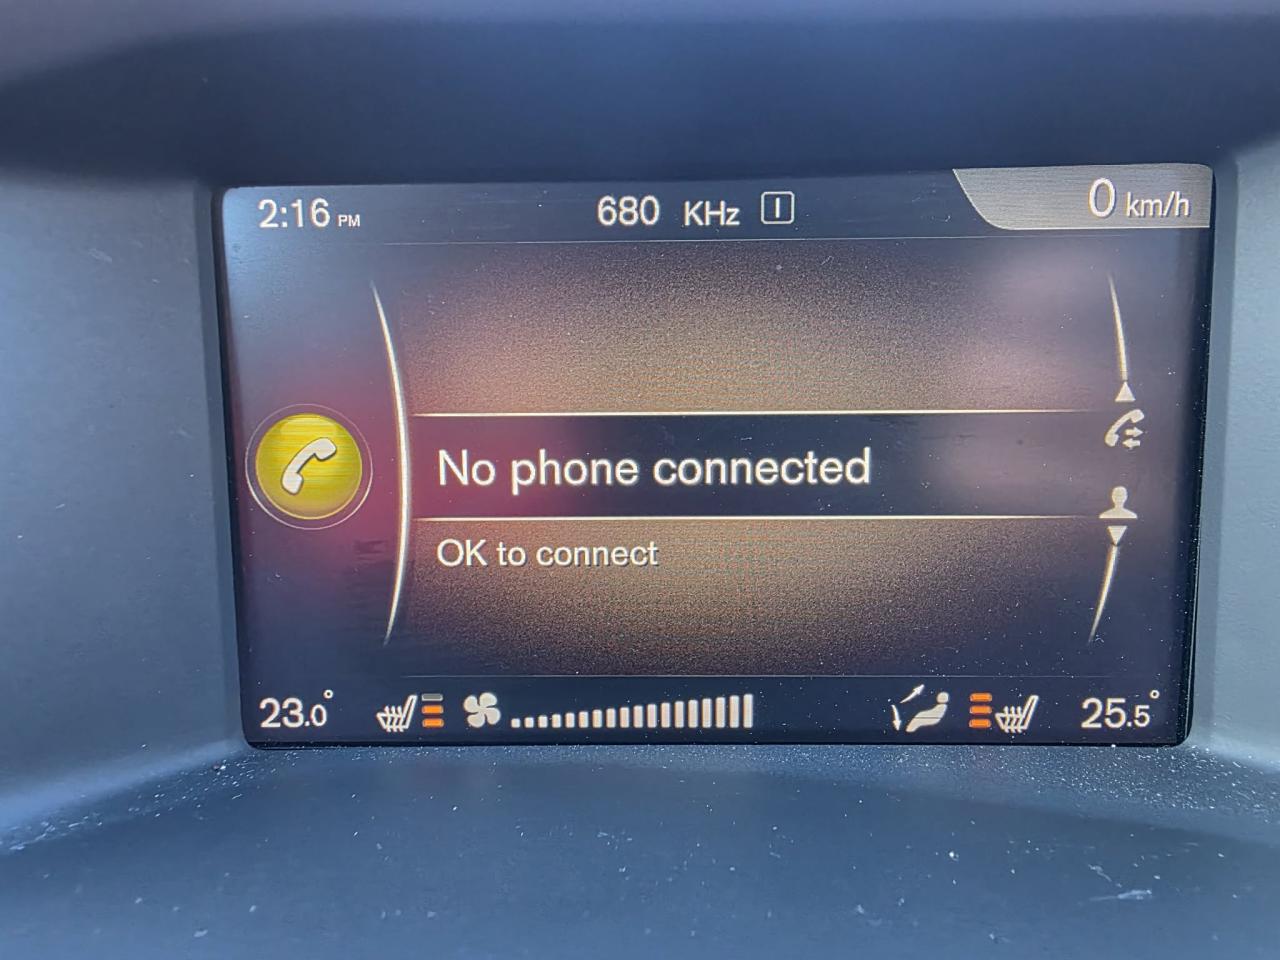 2:16 PM 680 KHz I 0 km/h
No phone connected
OK to connect
23.0° 25.5°